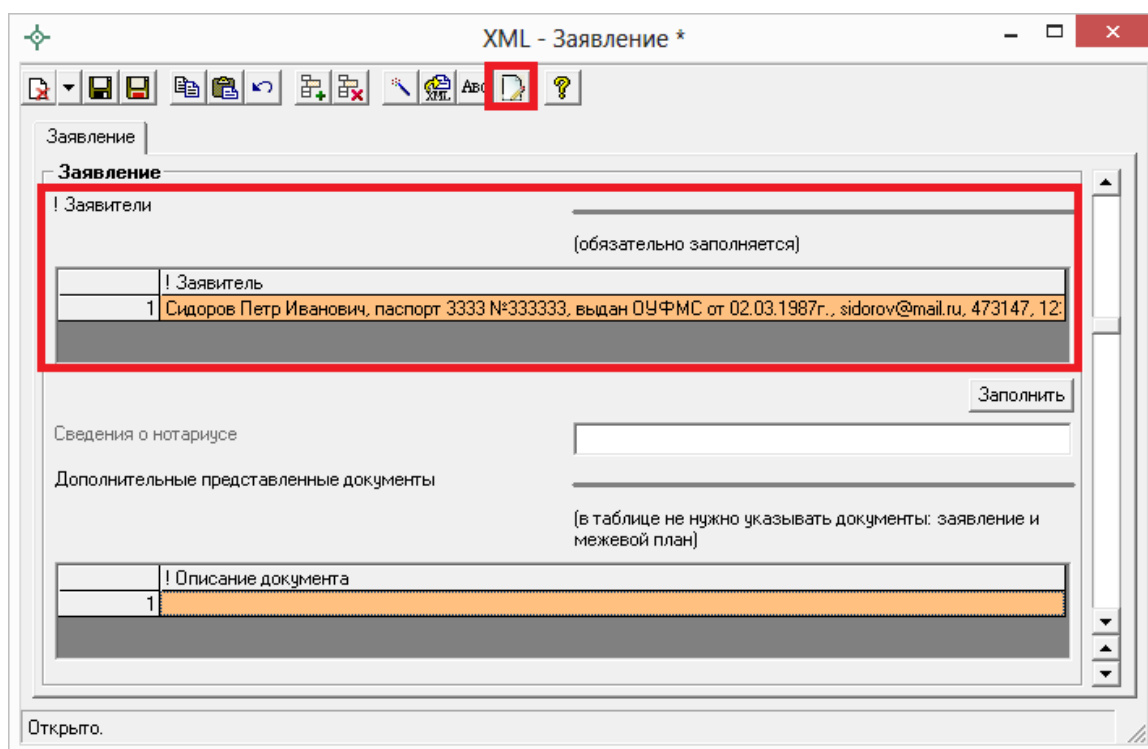 XML - Заявление *
XML
ABC
Заявление
Заявление
! Заявители
(обязательно заполняется)
! Заявитель
1 Сидоров Петр Иванович, паспорт 3333 №333333, выдан ОУФМС от 02.03.1987г., sidorov@mail.ru, 473147, 12
Заполнить
Сведения о нотариусе
Дополнительные представленные документы
(в таблице не нужно указывать документы: заявление и
межевой план)
! Описание документа
1
Открыто.